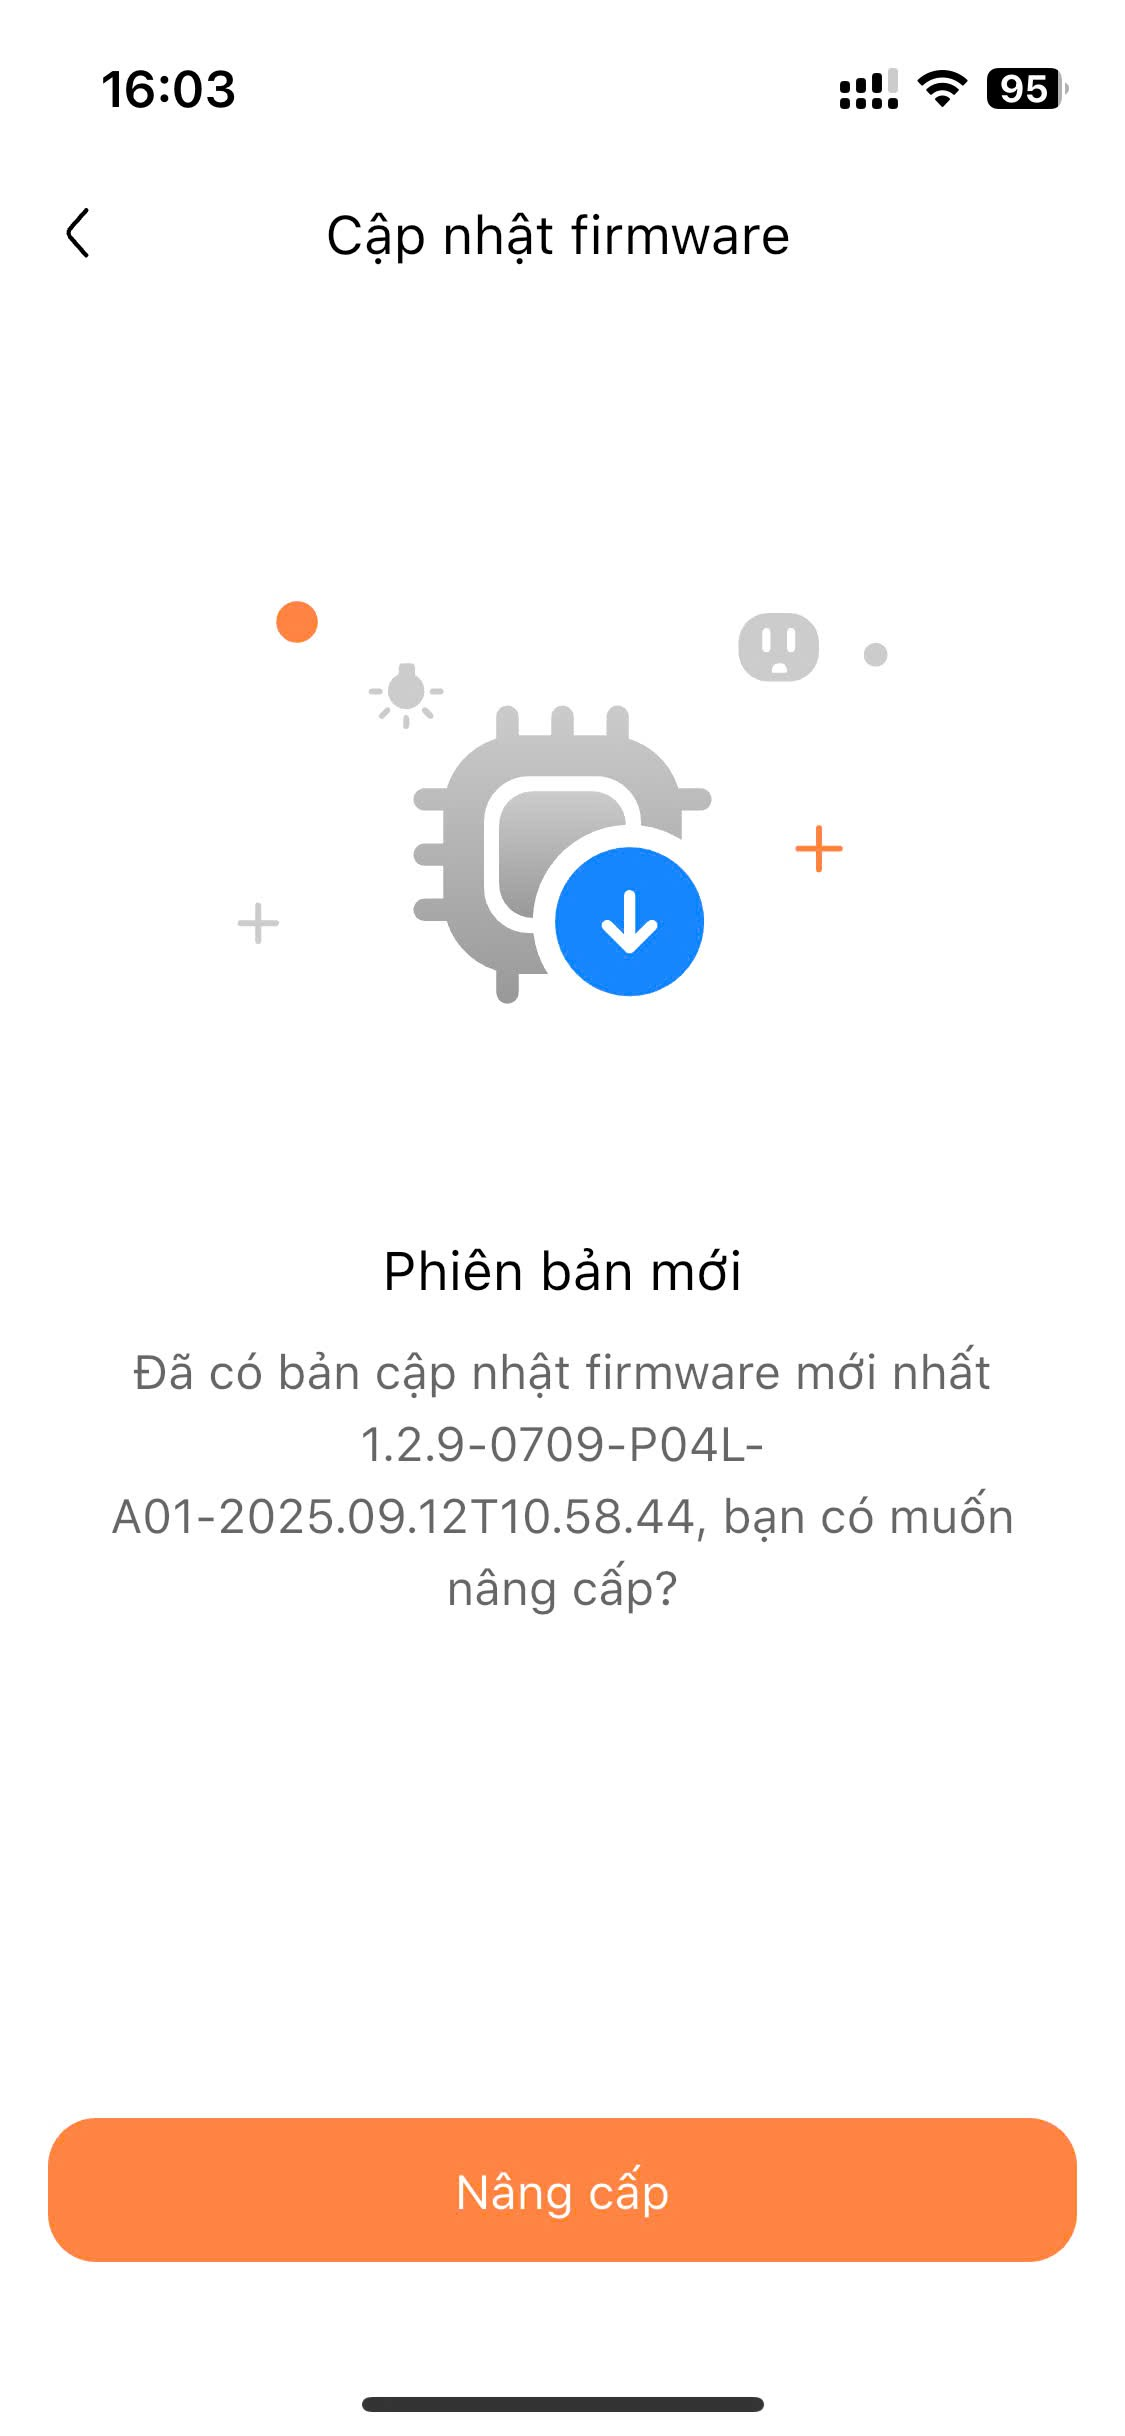 16:03
95
Cập nhật firmware
Phiên bản mới
Đã có bản cập nhật firmware mới nhất
1.2.9-0709-P04L-
A01-2025.09.12T10.58.44, bạn có muốn
nâng cấp?
Nâng cấp